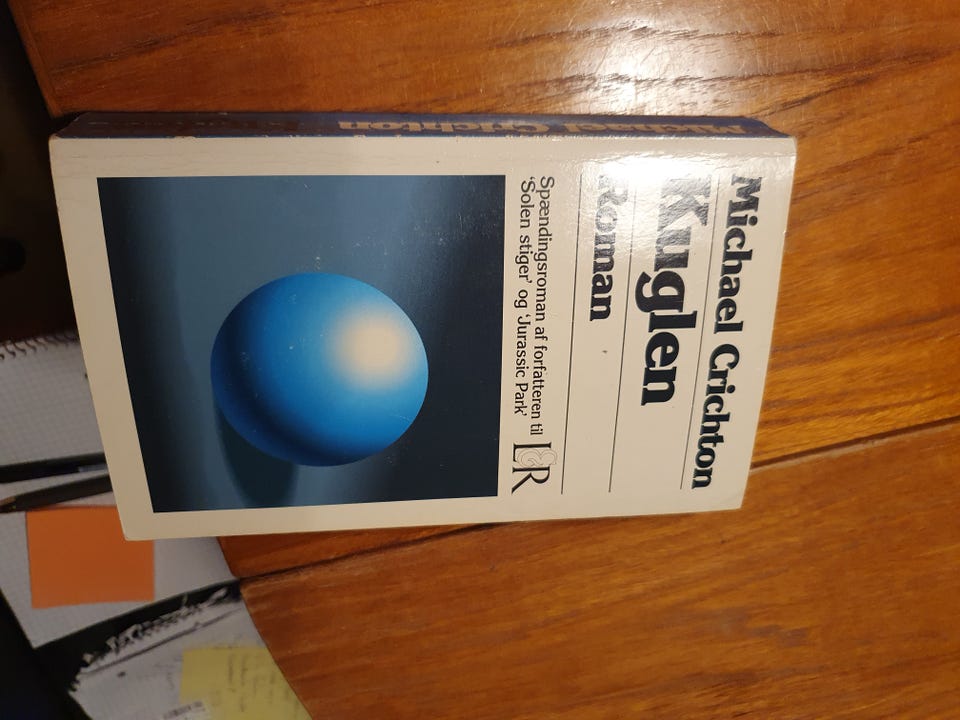 Michael Crichton
Kuglen
Roman
Spændingsroman af forfatteren til
'Solen stiger' og 'Jurassic Park'
L&R
Michael Crichton